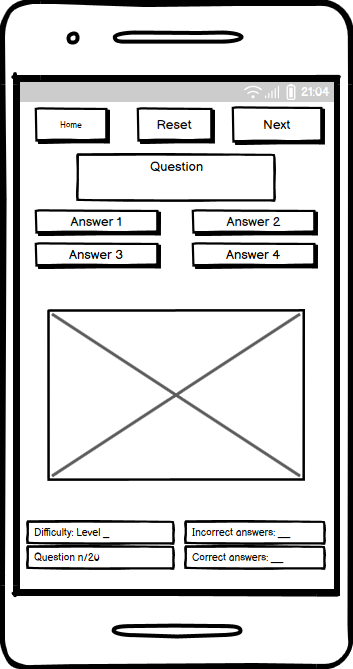 21:04
Home Reset Next
Question
Answer 1 Answer 2
Answer 3 Answer 4
Difficulty: Level _ Incorrect answers: __
Question n/20 Correct answers: __